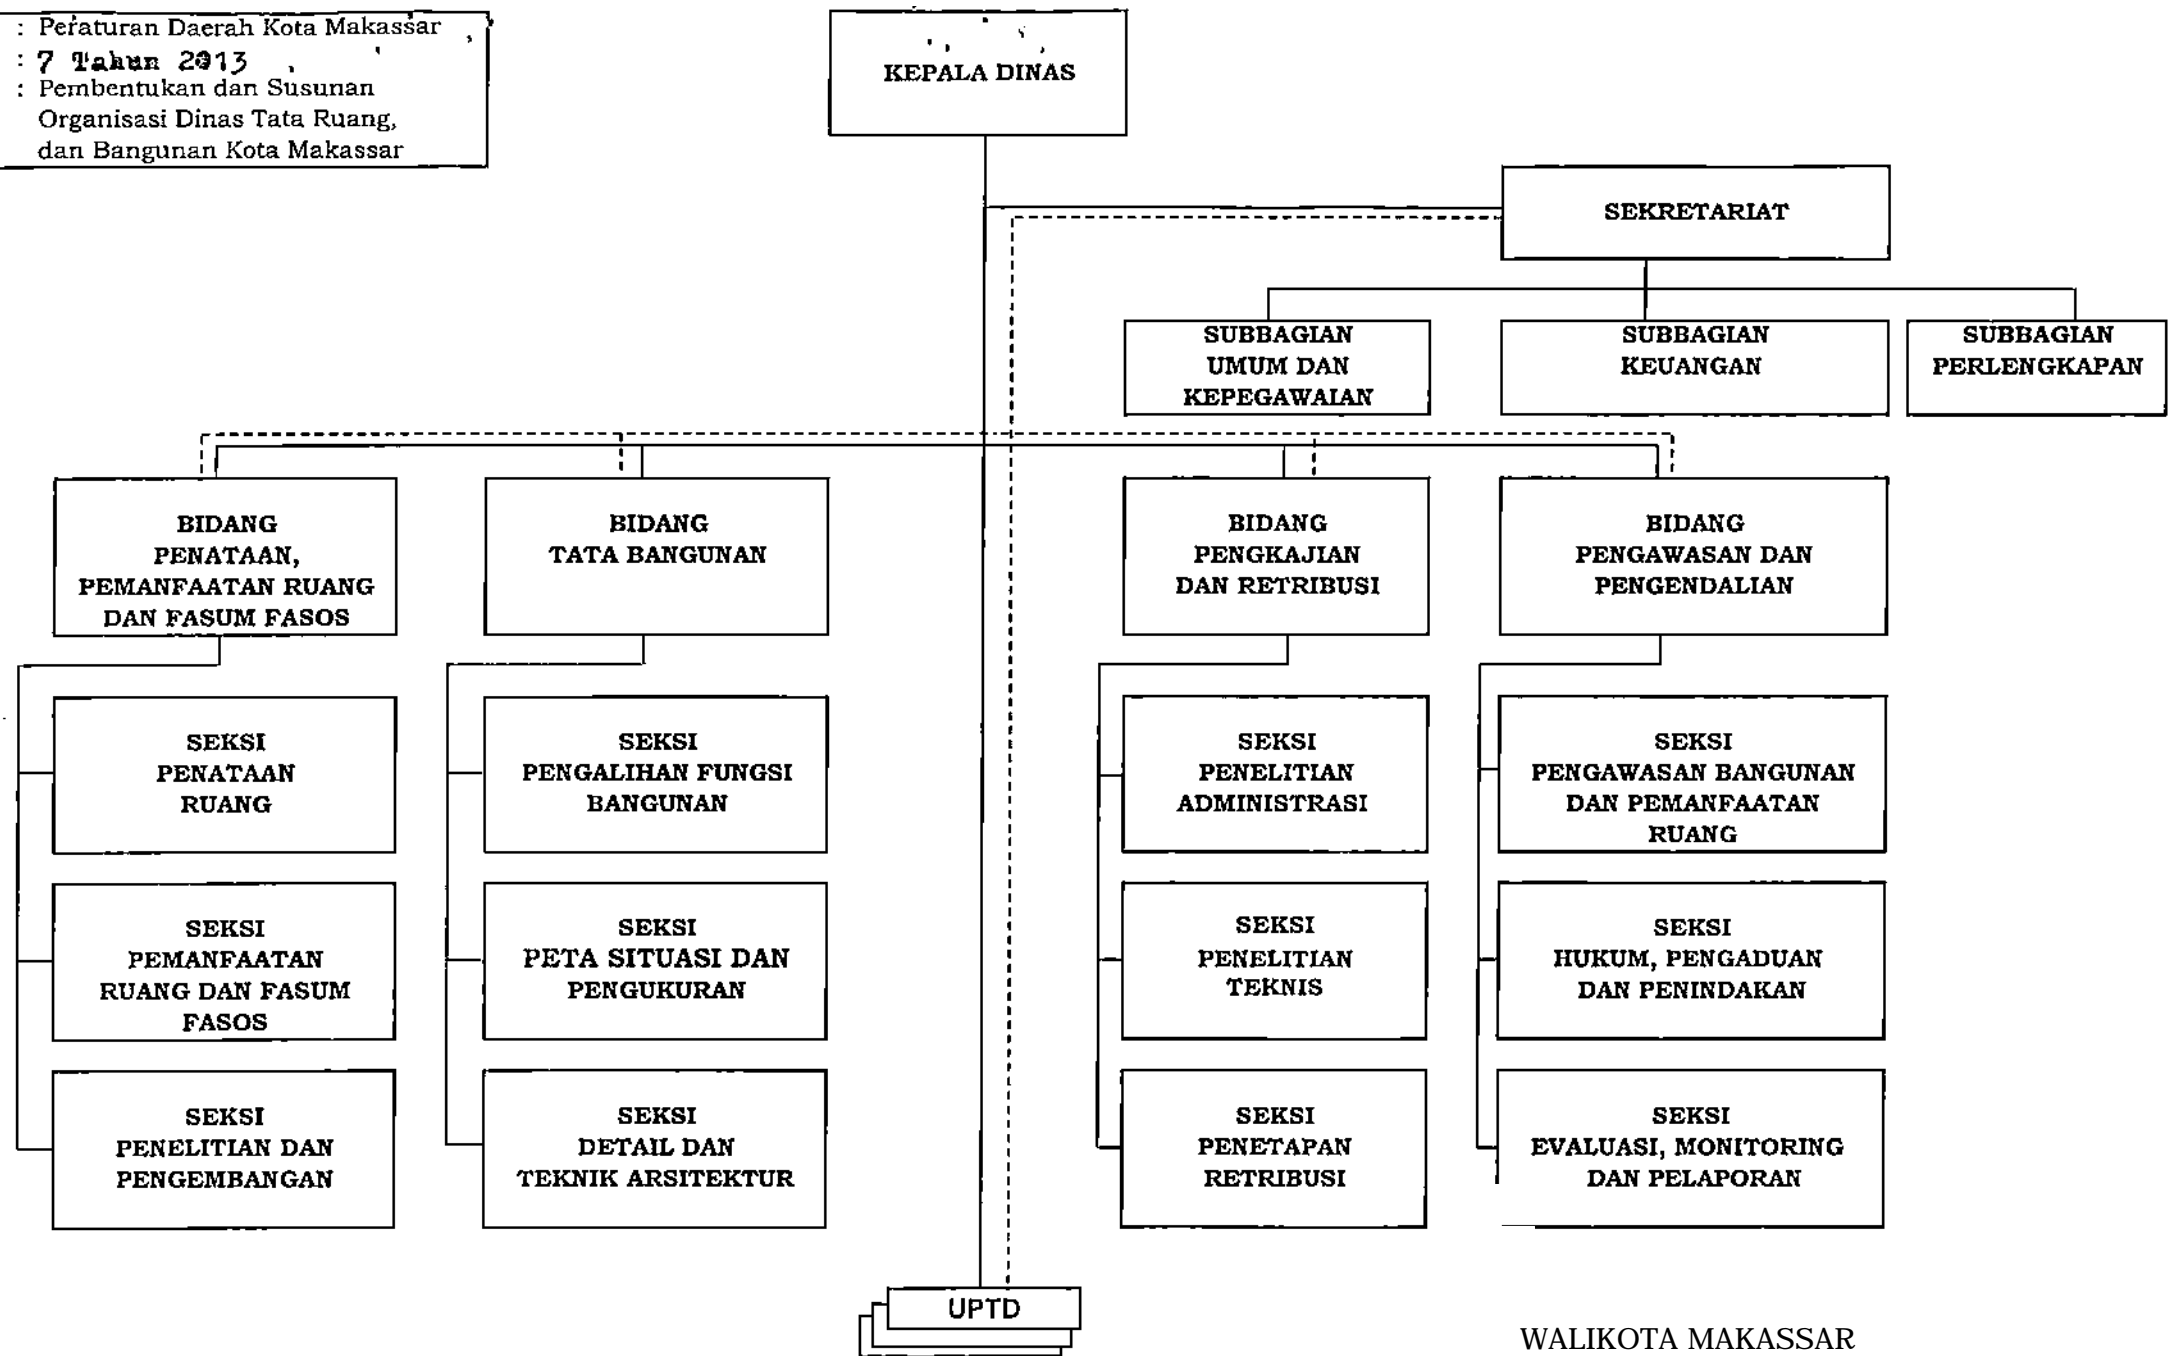 : Peraturan Daerah Kota Makassar
: 7 Tahun 2013
: Pembentukan dan Susunan
Organisasi Dinas Tata Ruang,
dan Bangunan Kota Makassar
KEPALA DINAS
SEKRETARIAT
SUBBAGIAN
UMUM DAN
KEPEGAWAIAN
SUBBAGIAN
KEUANGAN
SUBBAGIAN
PERLENGKAPAN
BIDANG
PENATAAN,
PEMANFAATAN RUANG
DAN FASUM FASOS
BIDANG
TATA BANGUNAN
BIDANG
PENGKAJIAN
DAN RETRIBUSI
BIDANG
PENGAWASAN DAN
PENGENDALIAN
SEKSI
PENATAAN
RUANG
SEKSI
PENGALIHAN FUNGSI
BANGUNAN
SEKSI
PENELITIAN
ADMINISTRASI
SEKSI
PENGAWASAN BANGUNAN
DAN PEMANFAATAN
RUANG
SEKSI
PEMANFAATAN
RUANG DAN FASUM
FASOS
SEKSI
PETA SITUASI DAN
PENGUKURAN
SEKSI
PENELITIAN
TEKNIS
SEKSI
HUKUM, PENGADUAN
DAN PENINDAKAN
SEKSI
PENELITIAN DAN
PENGEMBANGAN
SEKSI
DETAIL DAN
TEKNIK ARSITEKTUR
SEKSI
PENETAPAN
RETRIBUSI
SEKSI
EVALUASI, MONITORING
DAN PELAPORAN
UPTD
WALIKOTA MAKASSAR